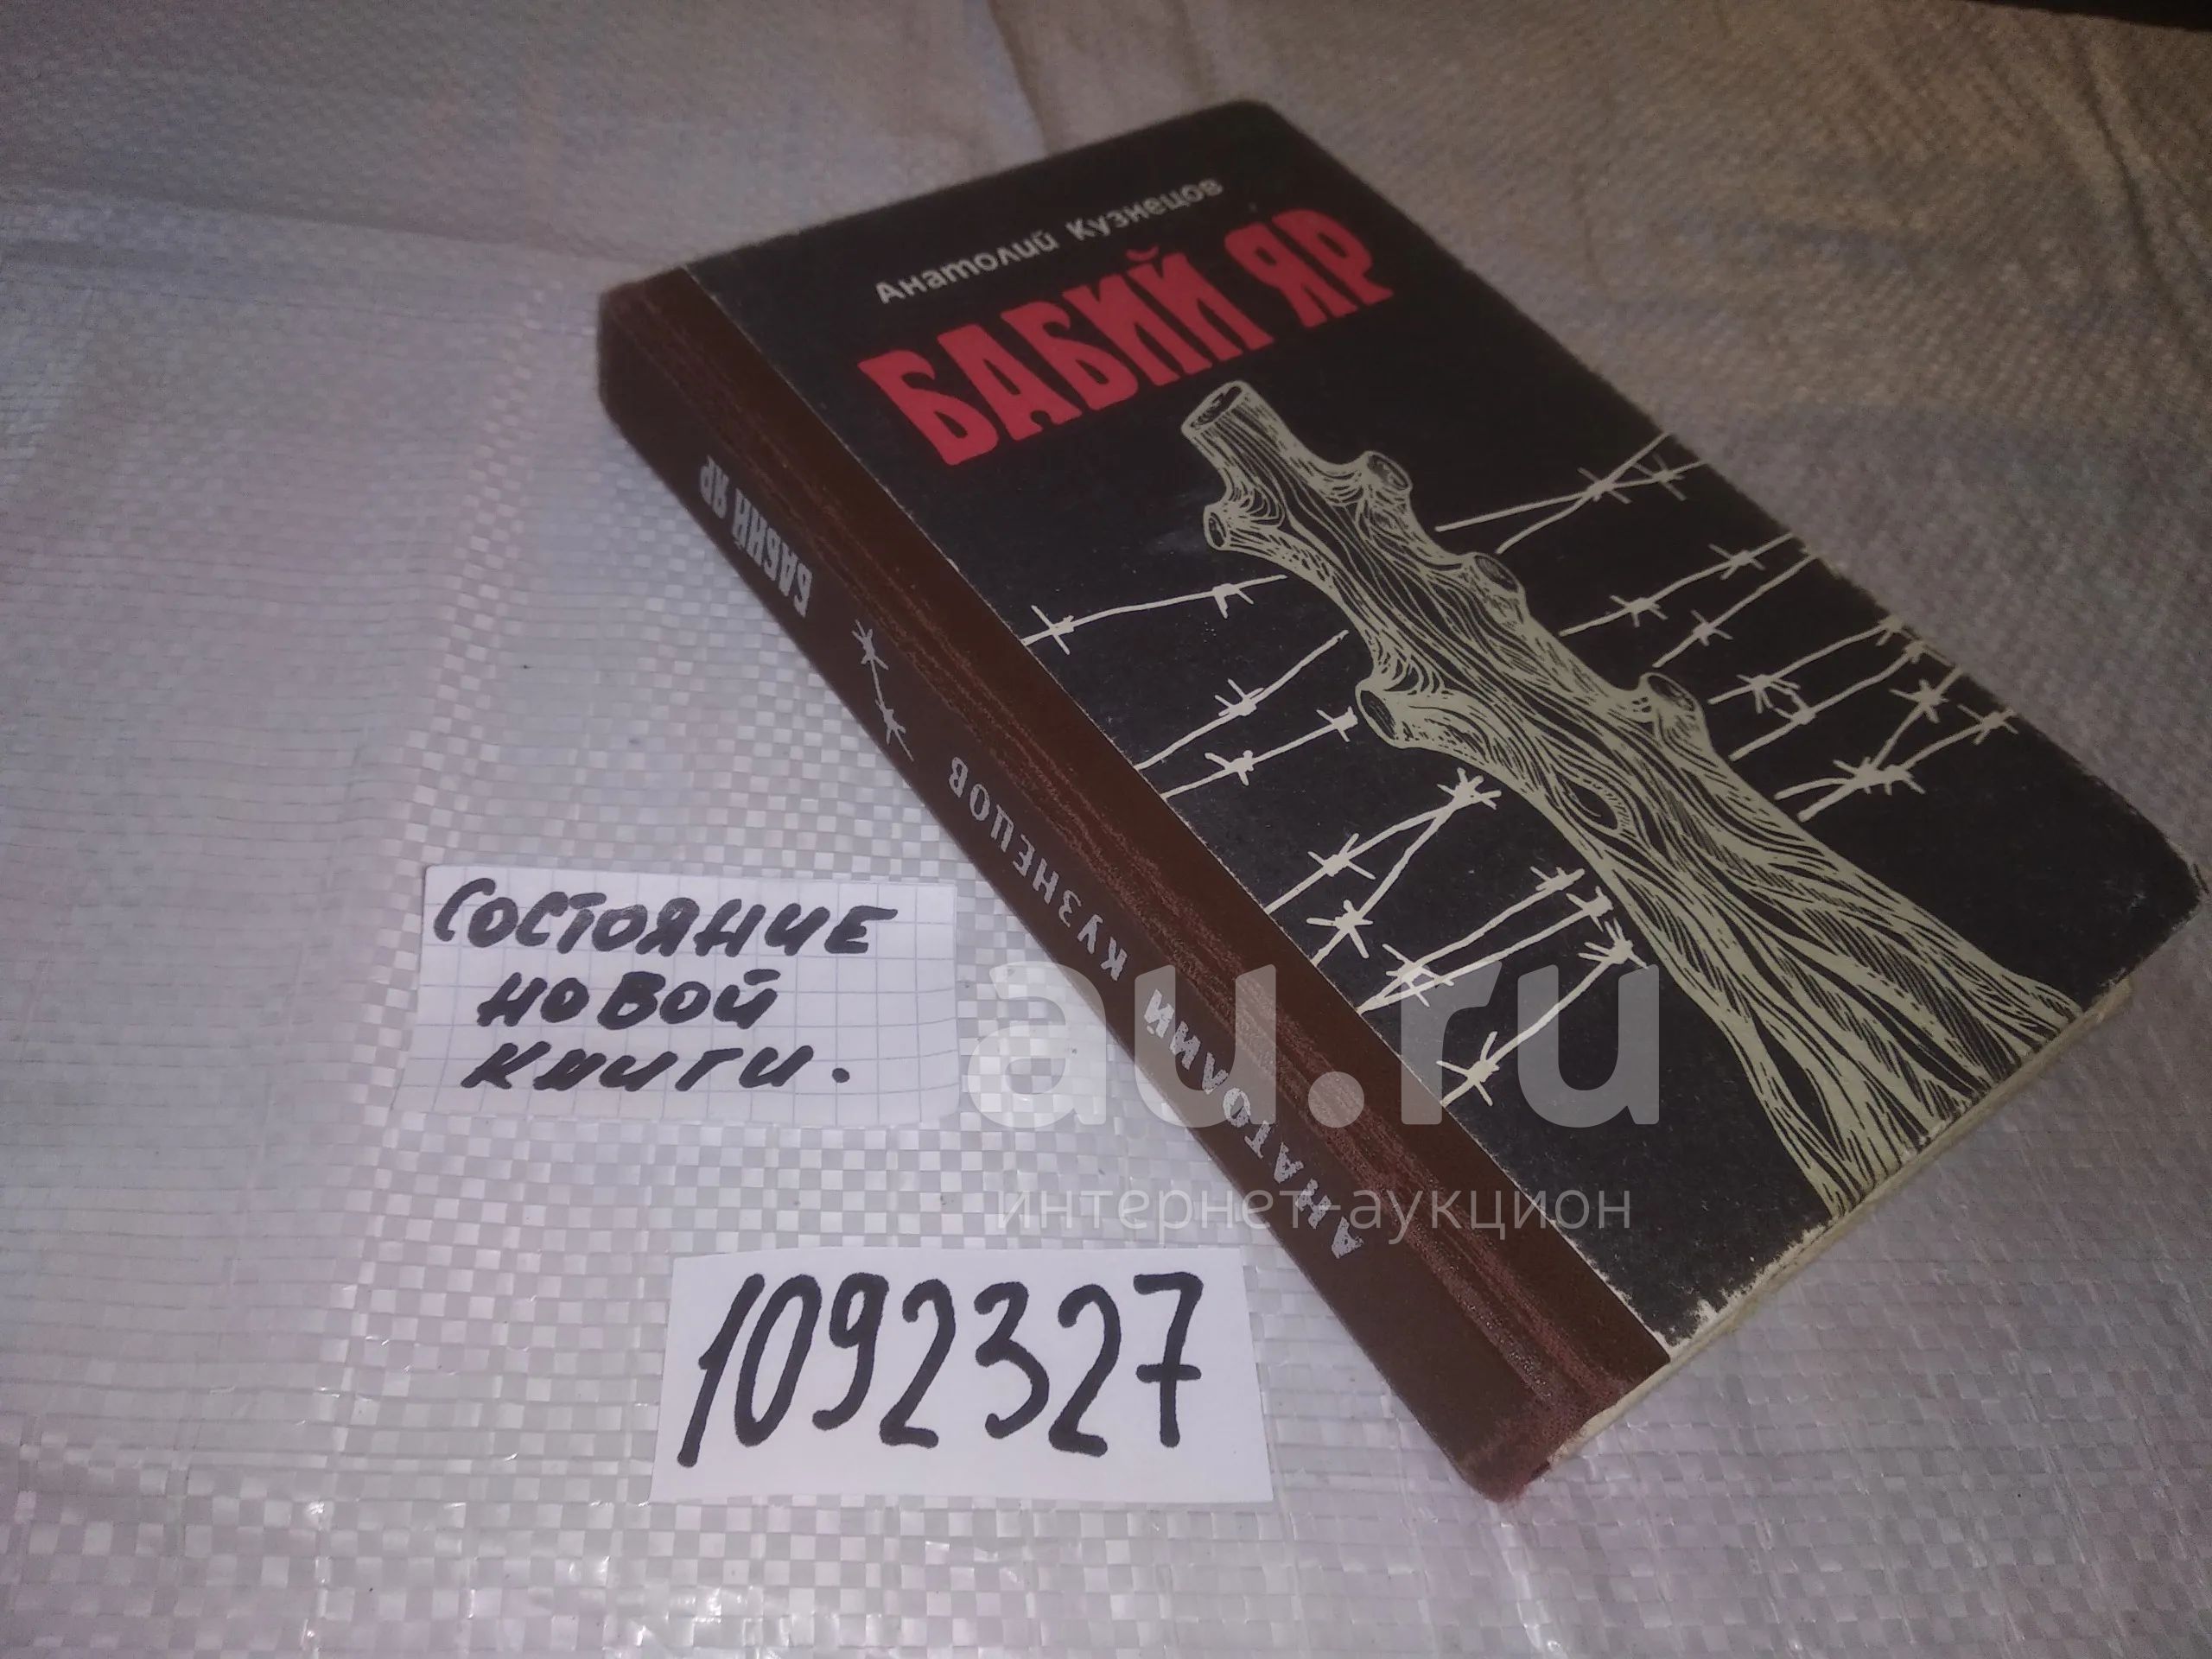 Анатолий Кузнецов
БАБИЙ ЯР
БАБИЙ ЯР
АНАТОЛИЙ КУЗНЕЦОВ
СОСТОЯНИЕ
НОВОЙ
КНИГИ.
au.ru
интернет-аукцион
1092327